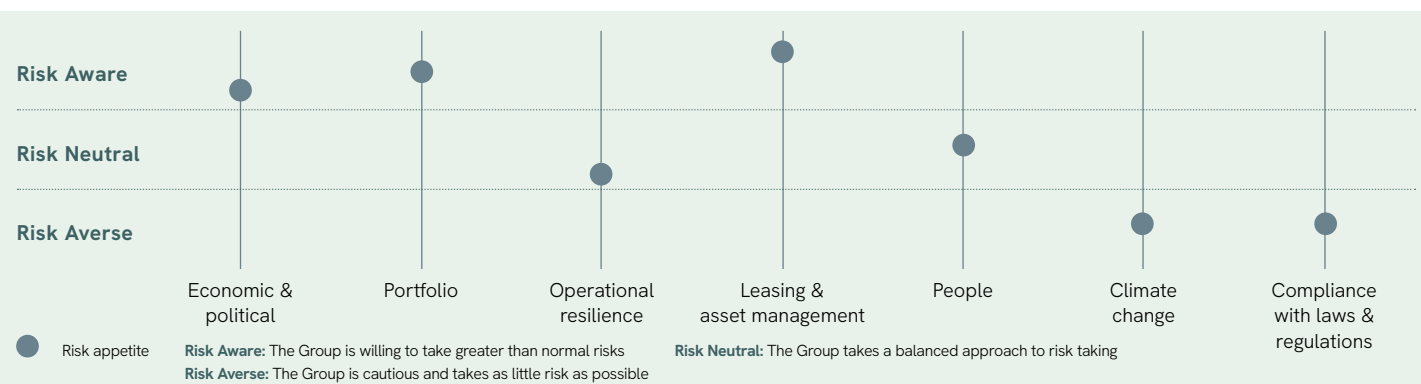 Risk Aware
Risk Neutral
Risk Averse
Economic &
political
Portfolio
Operational
resilience
Leasing &
asset management
People
Climate
change
Compliance
with laws &
regulations
Risk appetite
Risk Aware: The Group is willing to take greater than normal risks
Risk Neutral: The Group takes a balanced approach to risk taking
Risk Averse: The Group is cautious and takes as little risk as possible